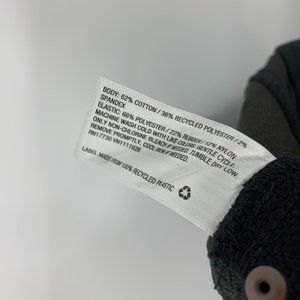 BODY: 62% COTTON / 36% RECYCLED POLYESTER / 2%
SPANDEX
ELASTIC: 66% POLYESTER / 22% RUBBER / 12% NYLON
MACHINE WASH COLD WITH LIKE COLORS, GENTLE CYCLE.
ONLY NON-CHLORINE BLEACH IF NEEDED. TUMBLE DRY LOW.
REMOVE PROMPTLY. COOL IRON IF NEEDED.
RN17730 VN111628
LABEL MADE FROM 100% RECYCLED PLASTIC